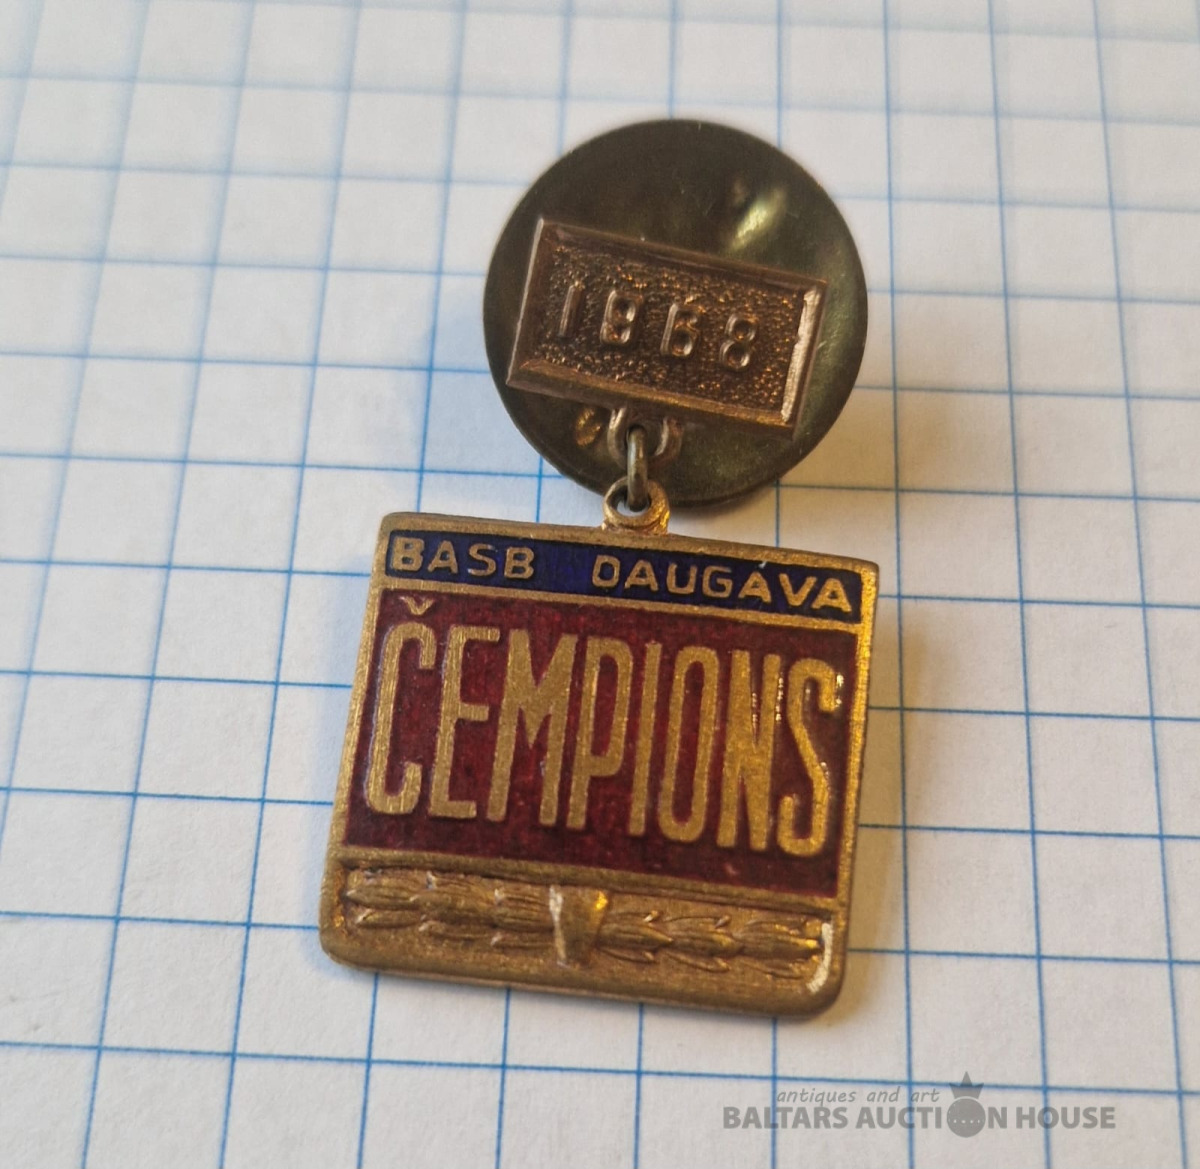 1968
BASB DAUGAVA
ČEMPIONS
antiques and art
BALTARS AUCTION HOUSE